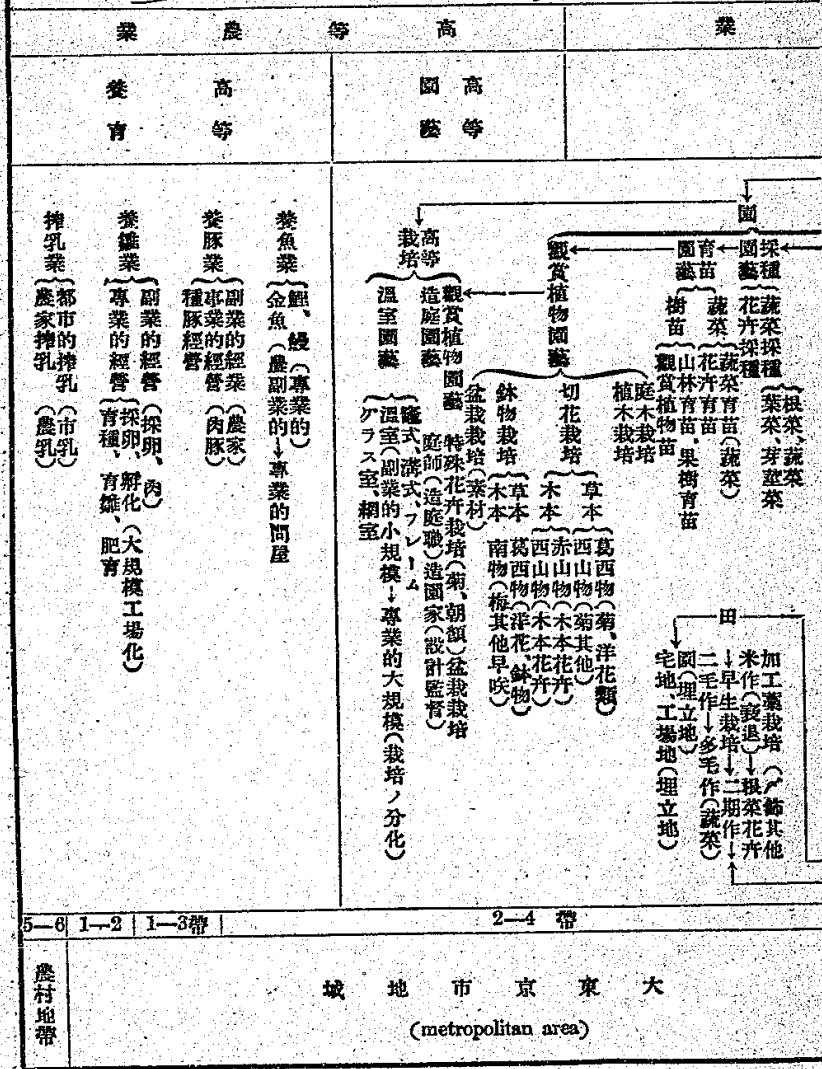 業
高等農業
高等園藝
高等養育
園
採種園藝
蔬菜採種
根菜、蔬菜
葉菜、芽莖菜
花卉採種
育苗園藝
蔬菜
蔬菜育苗(蔬菜)
花卉育苗
樹苗
山林育苗、果樹育苗
觀賞植物苗
觀賞植物園藝
庭木栽培
植木栽培
切花栽培
草本
葛西物(菊、洋花類)
西山物(菊其他)
木本
赤山物(木本花卉)
西山物(木本花卉)
鉢物栽培
草本
葛西物(洋花、鉢物)
木本
南物(梅其他早咲)
盆栽栽培(素材)
高等栽培
觀賞植物園藝
特殊花卉栽培(菊、朝顏)盆栽栽培
造庭園藝
庭師(造庭職)造園家(設計監督)
溫室園藝
窿式、溝式、フレーム
溫室(副業的小規模→專業的大規模(栽培ノ分化)
グラス室、網室
田
加工藁栽培
米作(衰退)→根菜花卉
→早生栽培→二期作→
二毛作→多毛作(蔬菜)
園(埋立地)
宅地、工場地(埋立地)
養魚業
鯉、鰻(專業的)
金魚(農副業的→專業的問屋
養豚業
副業的經業(農家)
事業的經營(肉豚)
種豚經營
養雞業
副業的經營(採卵、肉)
專業的經營
採卵、孵化(大規模工場化)
育種、育雛、肥育
搾乳業
都市的搾乳(市乳)
農家搾乳(農乳)
5—6
1—2
1—3帶
2—4 帶
大東京市地域
(metropolitan area)
農村地帶